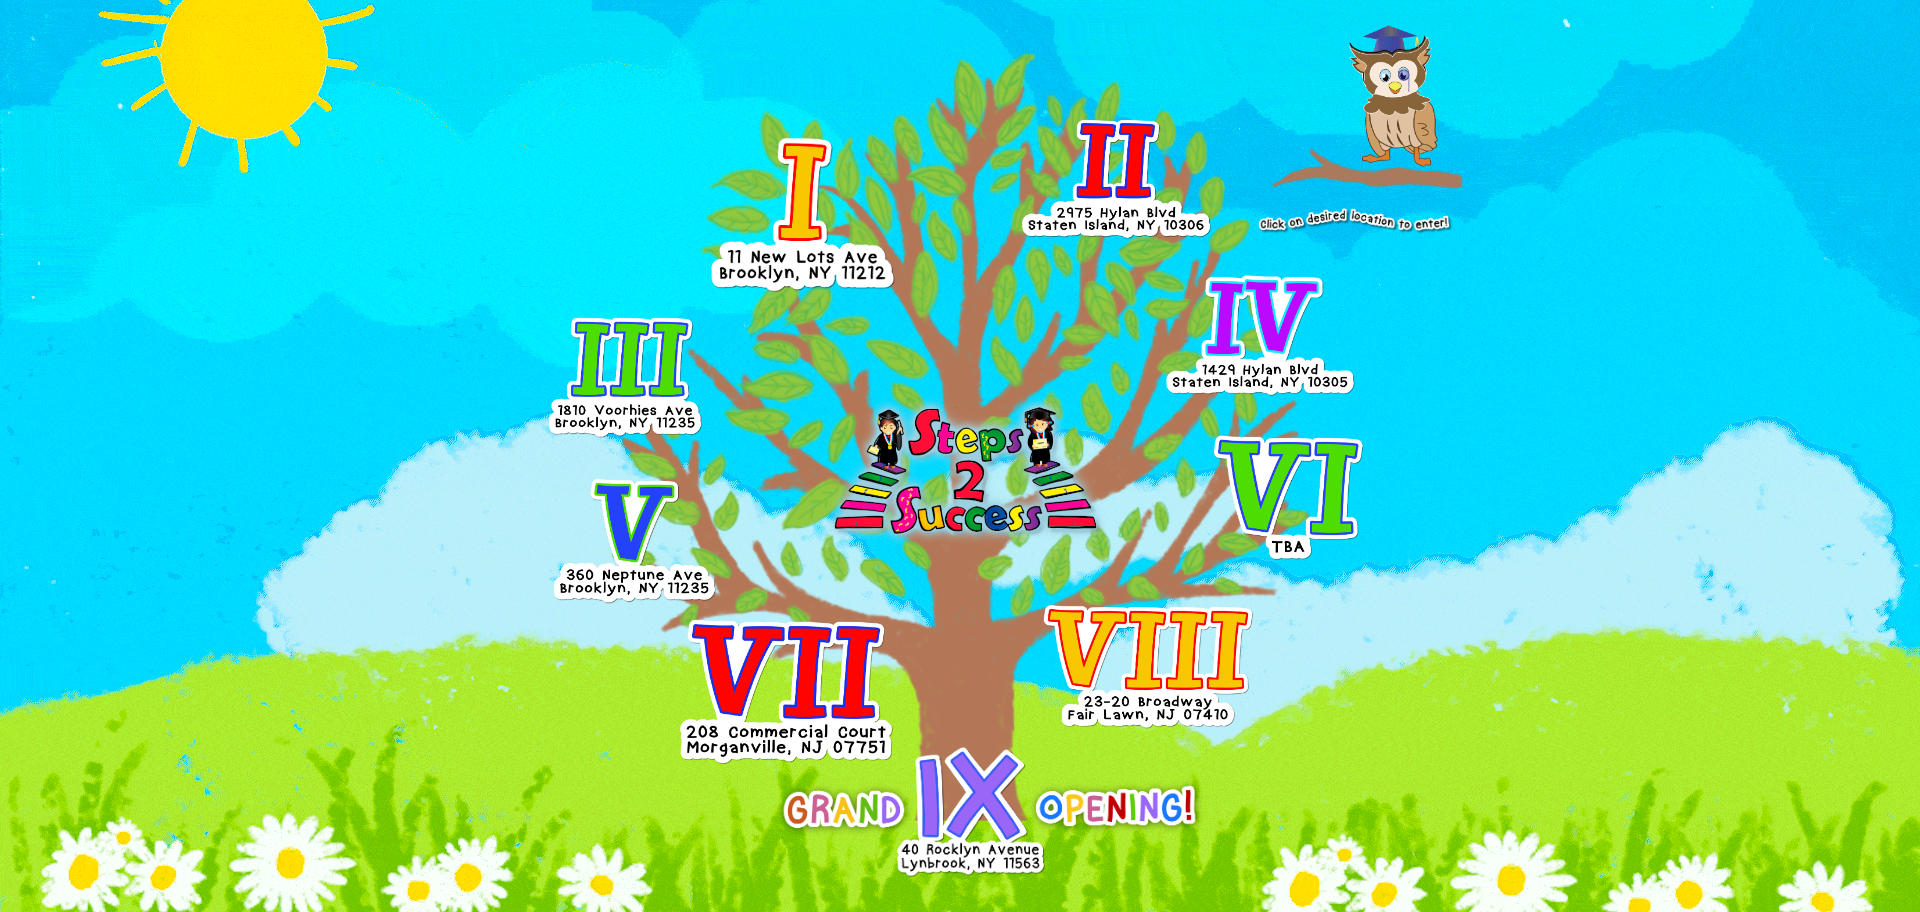 I
11 New Lots Ave
Brooklyn, NY 11212
II
2975 Hylan Blvd
Staten Island, NY 10306
Click on desired location to enter!
III
1810 Voorhies Ave
Brooklyn, NY 11235
IV
1429 Hylan Blvd
Staten Island, NY 10305
Steps
2
Success
V
360 Neptune Ave
Brooklyn, NY 11235
VI
TBA
VII
208 Commercial Court
Morganville, NJ 07751
VIII
23-20 Broadway
Fair Lawn, NJ 07410
GRAND IX OPENING!
40 Rocklyn Avenue
Lynbrook, NY 11563